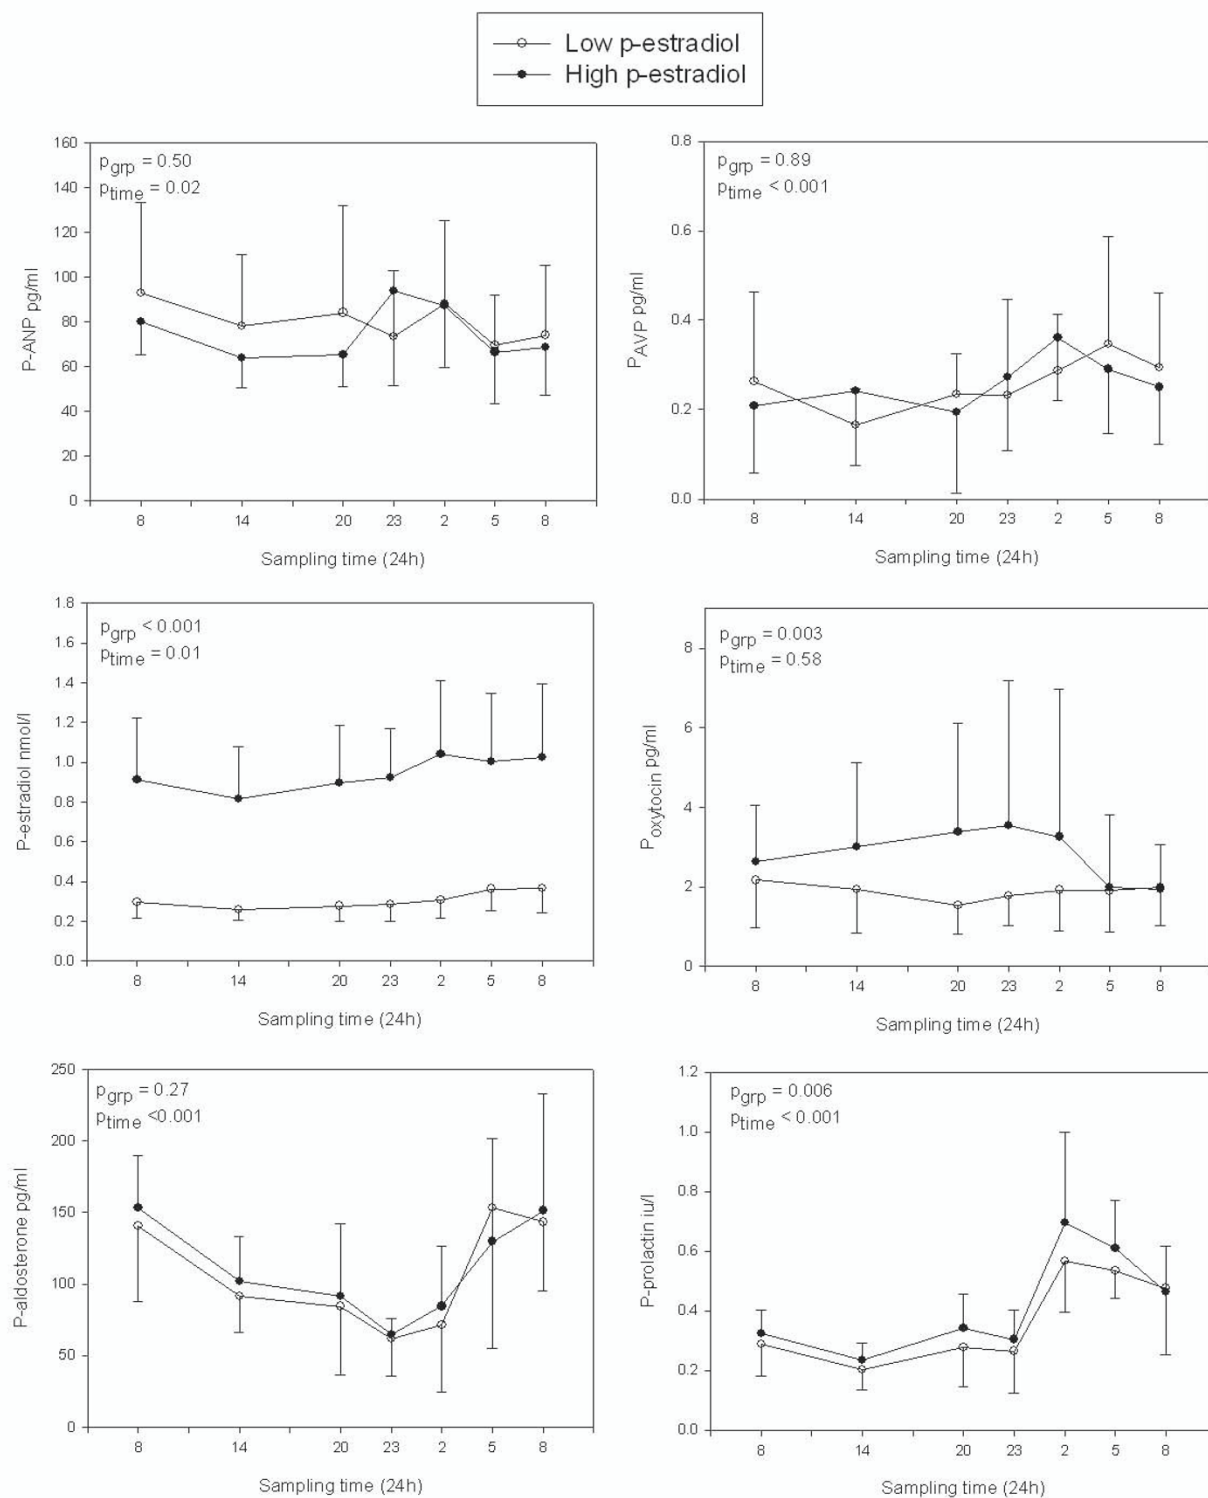 Low p-estradiol
High p-estradiol
pgrp = 0.50
ptime = 0.02
160
140
120
100
80
60
40
20
0
P-ANP pg/ml
8 14 20 23 2 5 8
Sampling time (24h)
pgrp = 0.89
ptime < 0.001
0.8
0.6
0.4
0.2
0.0
PAVP pg/ml
8 14 20 23 2 5 8
Sampling time (24h)
pgrp < 0.001
ptime = 0.01
1.8
1.6
1.4
1.2
1.0
0.8
0.6
0.4
0.2
0.0
P-estradiol nmol/l
8 14 20 23 2 5 8
Sampling time (24h)
pgrp = 0.003
ptime = 0.58
8
6
4
2
0
Poxytocin pg/ml
8 14 20 23 2 5 8
Sampling time (24h)
pgrp = 0.27
ptime <0.001
250
200
150
100
50
0
P-aldosterone pg/ml
8 14 20 23 2 5 8
Sampling time (24h)
pgrp = 0.006
ptime < 0.001
1.2
1.0
0.8
0.6
0.4
0.2
0.0
P-prolactin iu/l
8 14 20 23 2 5 8
Sampling time (24h)